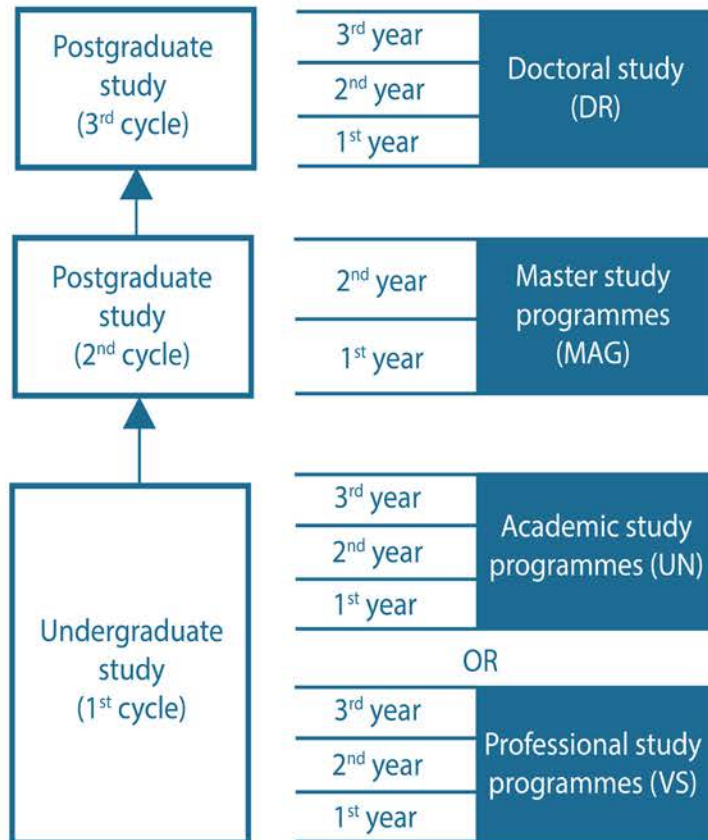 Postgraduate
study
(3rd cycle)
3rd year
2nd year
1st year
Doctoral study
(DR)
Postgraduate
study
(2nd cycle)
2nd year
1st year
Master study
programmes
(MAG)
Undergraduate
study
(1st cycle)
3rd year
2nd year
1st year
Academic study
programmes (UN)
OR
3rd year
2nd year
1st year
Professional study
programmes (VS)